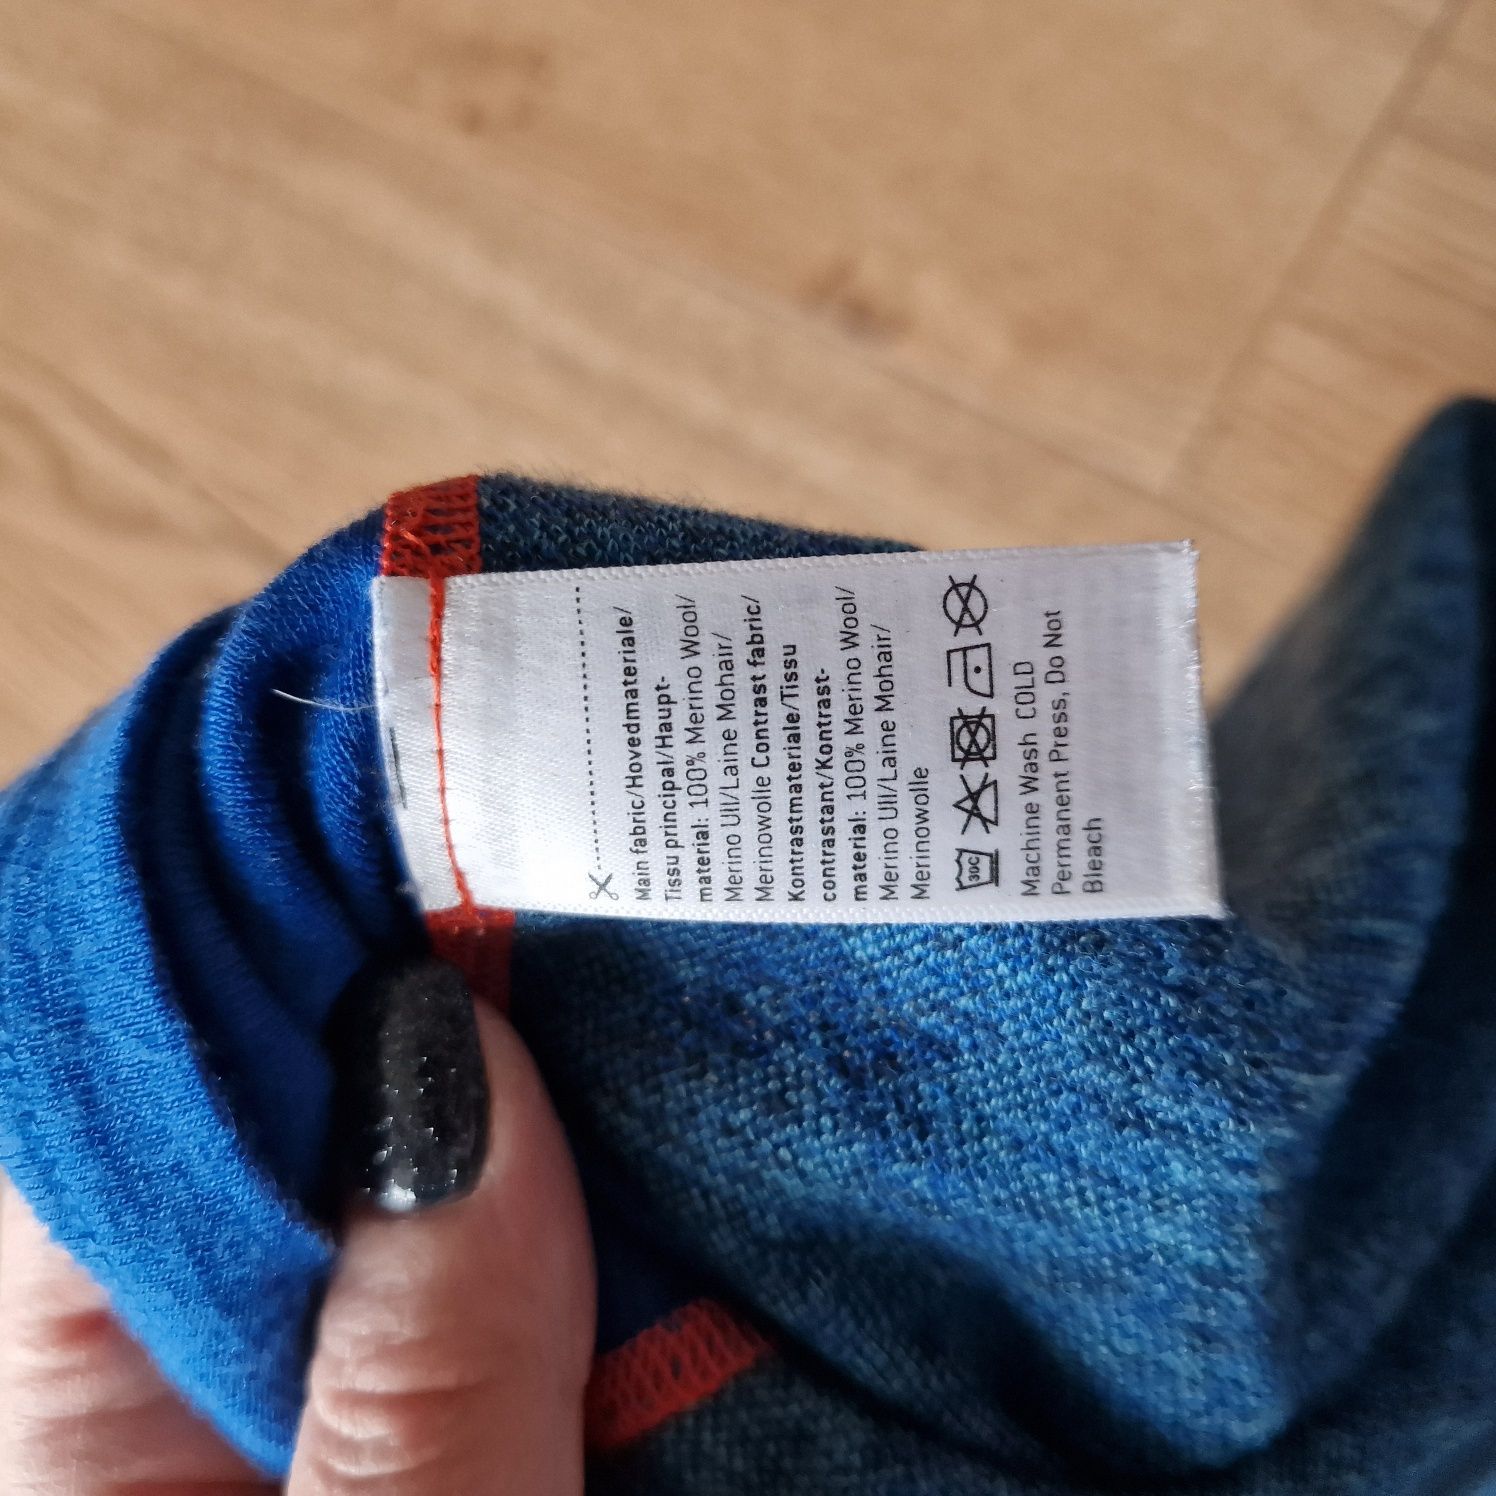 Main fabric/Hovedmateriale/
Tissu principal/Haupt-
material: 100% Merino Wool/
Merino Ull/Laine Mohair/
Merinowolle Contrast fabric/
Kontrastmateriale/Tissu
contrastant/Kontrast-
material: 100% Merino Wool/
Merino Ull/Laine Mohair/
Merinowolle
30C
Machine Wash COLD
Permanent Press, Do Not
Bleach